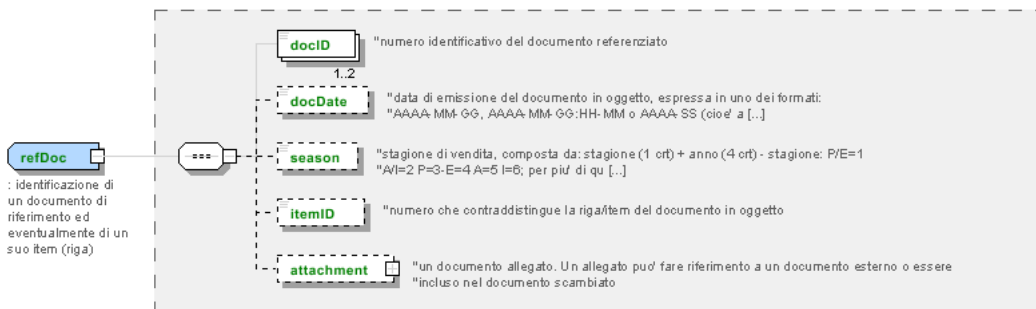 docID
"numero identificativo del documento referenziato
1..2
docDate
"data di emissione del documento in oggetto, espressa in uno dei formati:
"AAAA-MM-GG, AAAA-MM-GG:HH-MM o AAAA-SS (cioe' a [...]
refDoc
season
"stagione di vendita, composta da: stagione (1 crt) + anno (4 crt) - stagione: P/E=1
"A/I=2 P=3-E=4 A=5 I=6; per piu' di qu [...]
: identificazione di
un documento di
riferimento ed
eventualmente di un
suo item (riga)
itemID
"numero che contraddistingue la riga/item del documento in oggetto
attachment
"un documento allegato. Un allegato puo' fare riferimento a un documento esterno o essere
"incluso nel documento scambiato